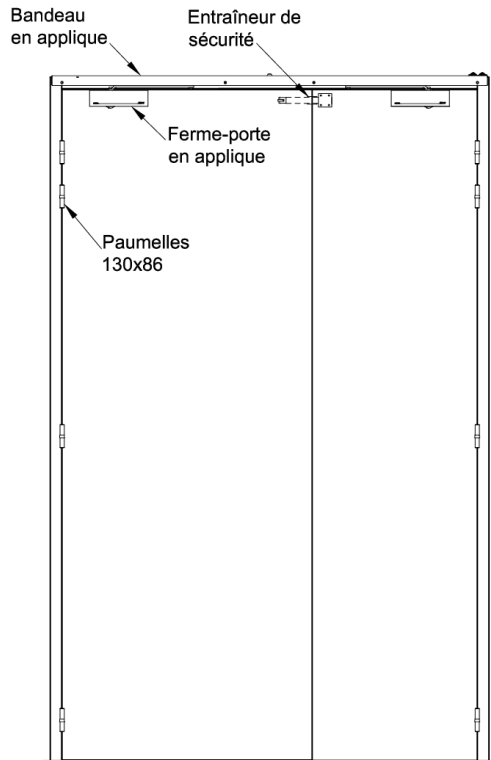 Bandeau
en applique
Entraîneur de
sécurité
Ferme-porte
en applique
Paumelles
130x86